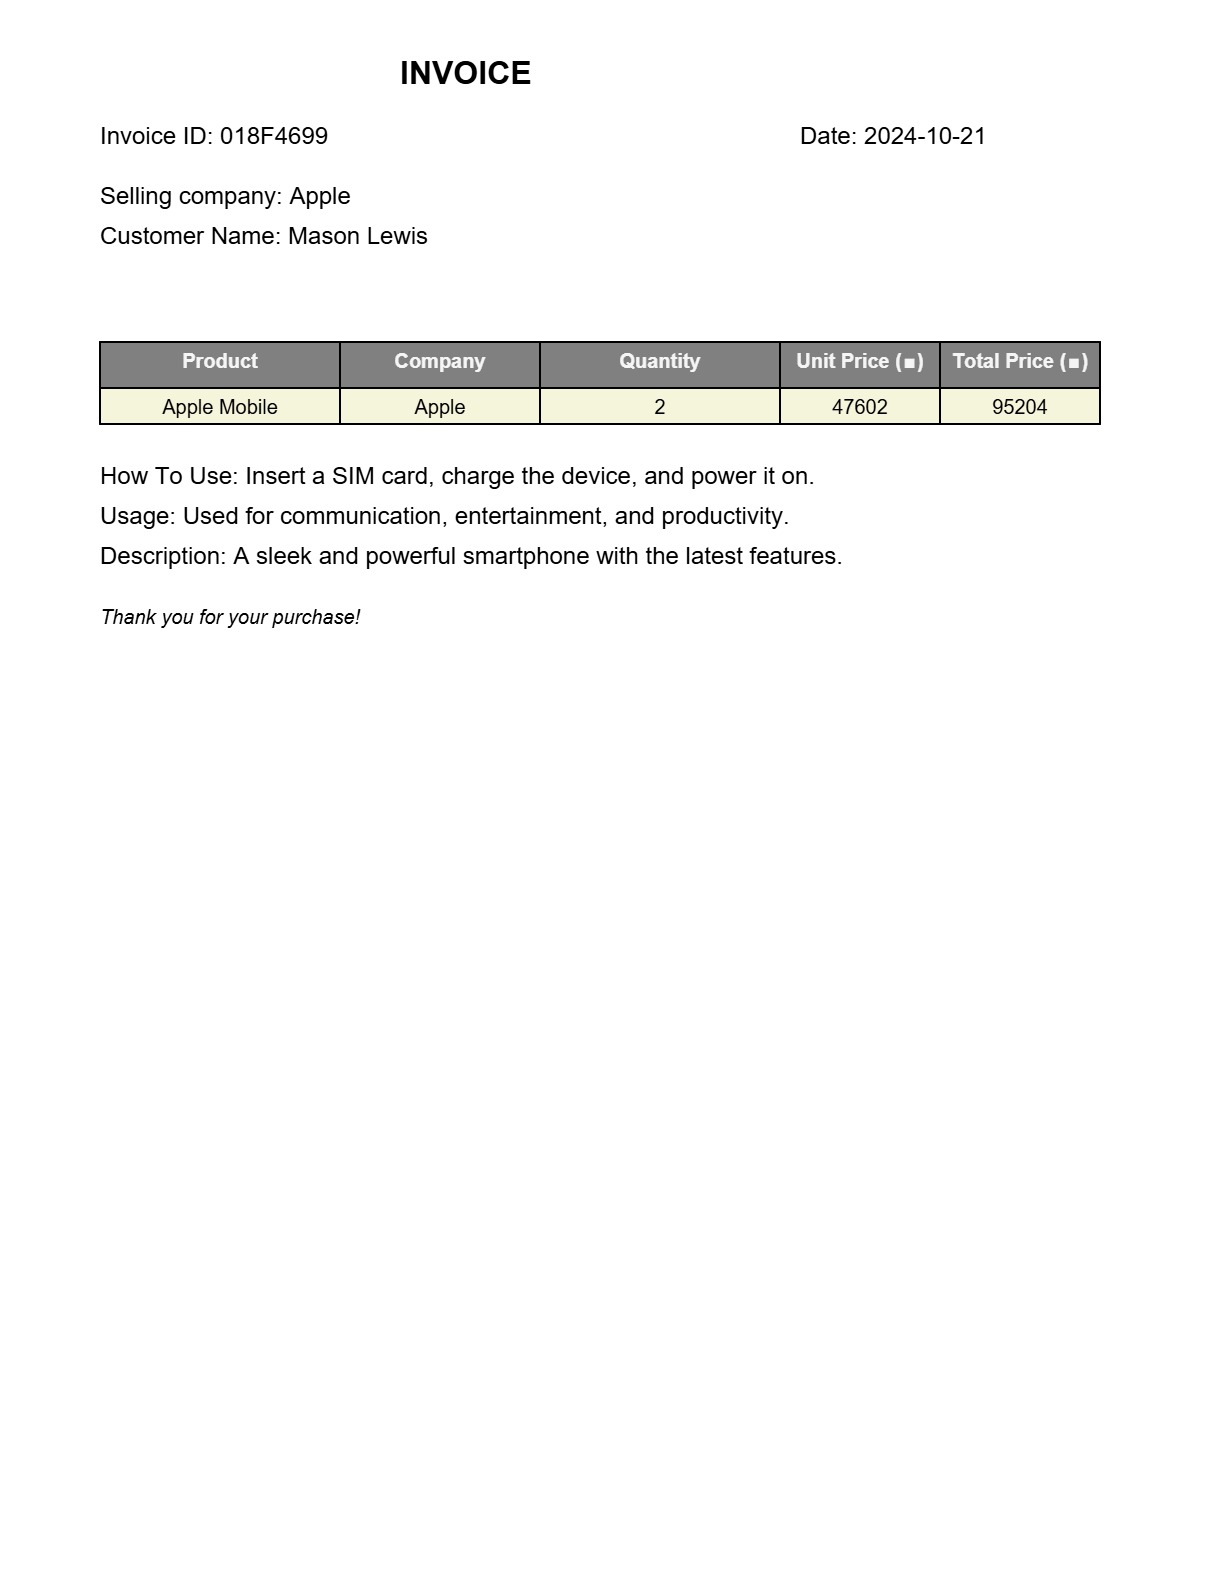 INVOICE
Invoice ID: 018F4699 Date: 2024-10-21
Selling company: Apple
Customer Name: Mason Lewis
Product Company Quantity Unit Price (■) Total Price (■)
Apple Mobile Apple 2 47602 95204
How To Use: Insert a SIM card, charge the device, and power it on.
Usage: Used for communication, entertainment, and productivity.
Description: A sleek and powerful smartphone with the latest features.
Thank you for your purchase!